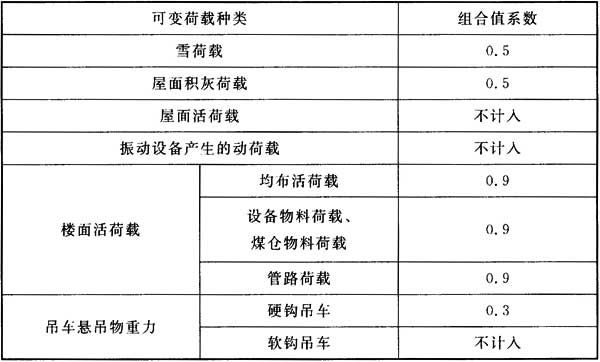 可变荷载种类 组合值系数
雪荷载 0.5
屋面积灰荷载 0.5
屋面活荷载 不计入
振动设备产生的动荷载 不计入
楼面活荷载 均布活荷载 0.9
设备物料荷载、
煤仓物料荷载 0.9
管路荷载 0.9
吊车悬吊物重力 硬钩吊车 0.3
软钩吊车 不计入